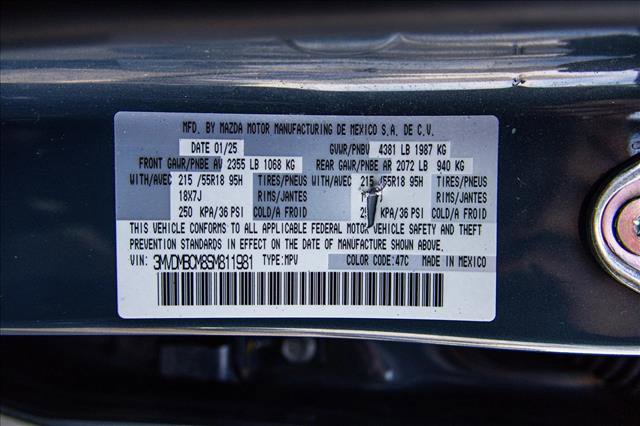 MFD. BY MAZDA MOTOR MANUFACTURING DE MEXICO S.A. DE C.V.
DATE 01/25 GVWR/PNBV 4381 LB 1987 KG
FRONT GAWR/PNBE AV 2355 LB 1068 KG REAR GAWR/PNBE AR 2072 LB 940 KG
WITH/AVEC 215 /55R18 95H TIRES/PNEUS WITH/AVEC 215 /55R18 95H TIRES/PNEUS
18X7J RIMS/JANTES RIMS/JANTES
250 KPA/36 PSI COLD/A FROID KPA/36 PSI COLD/A FROID
THIS VEHICLE CONFORMS TO ALL APPLICABLE FEDERAL MOTOR VEHICLE SAFETY AND THEFT
PREVENTION STANDARDS IN EFFECT ON THE DATE OF MANUFACTURE SHOWN ABOVE.
VIN: 3MVDMBCM8SM811981 TYPE: MPV COLOR CODE: 47C MADE IN MEXICO